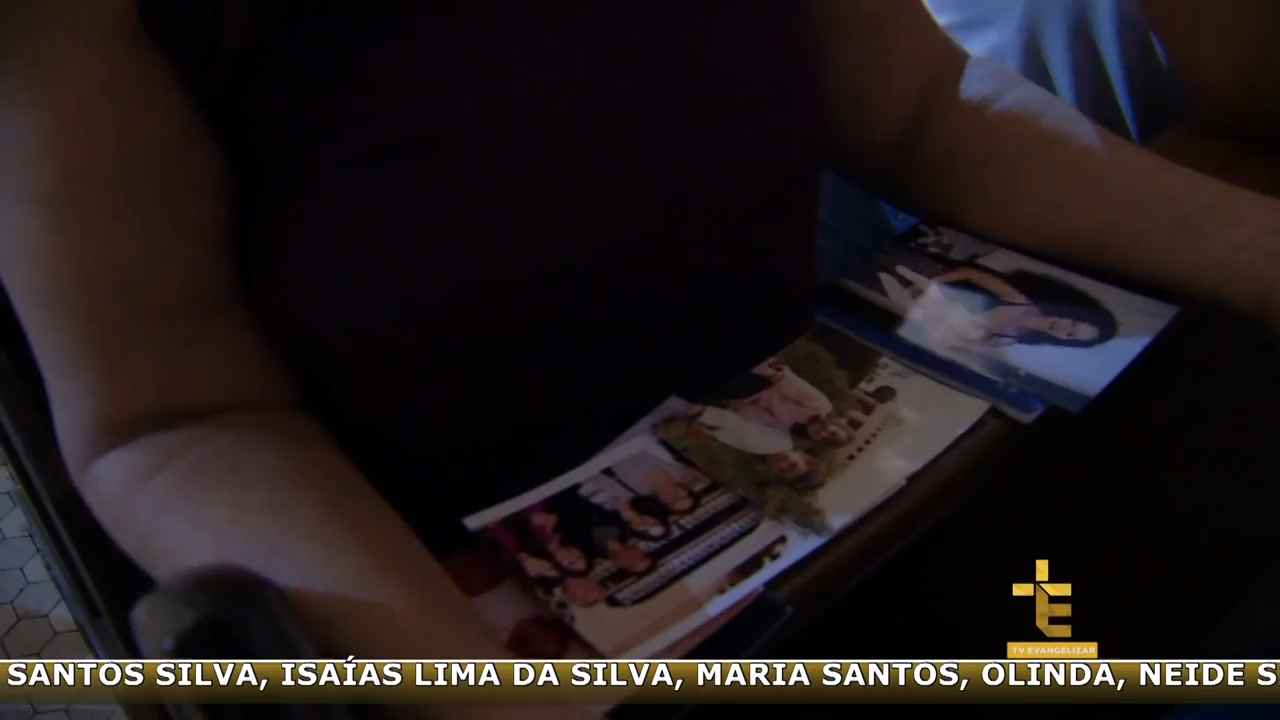 TV EVANGELIZAR
SANTOS SILVA, ISAÍAS LIMA DA SILVA, MARIA SANTOS, OLINDA, NEIDE S